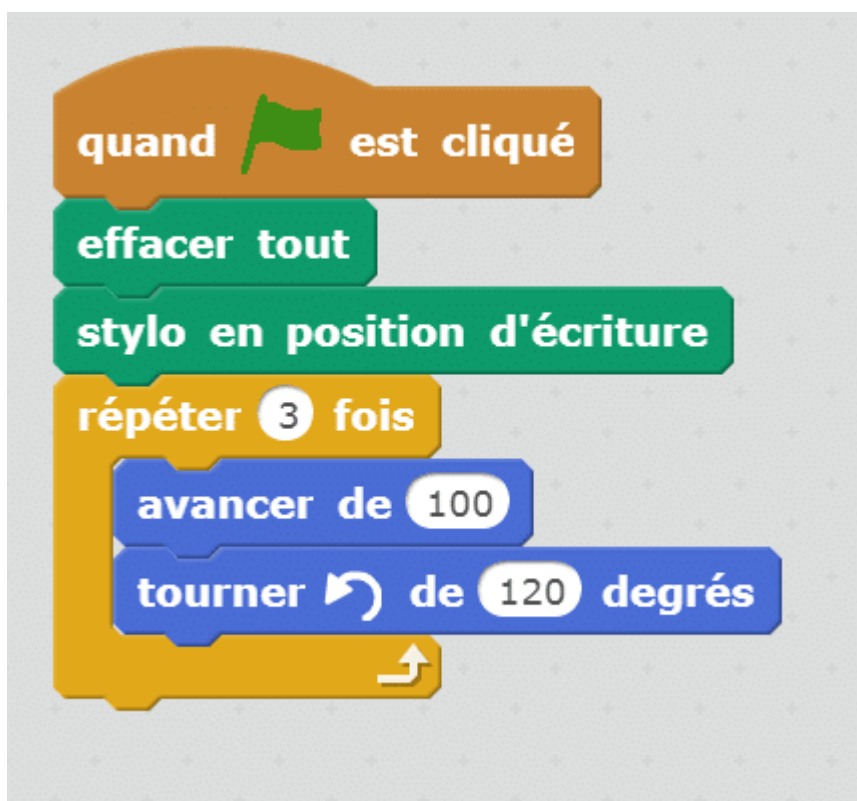 quand est cliqué
effacer tout
stylo en position d'écriture
répéter 3 fois
avancer de 100
tourner de 120 degrés